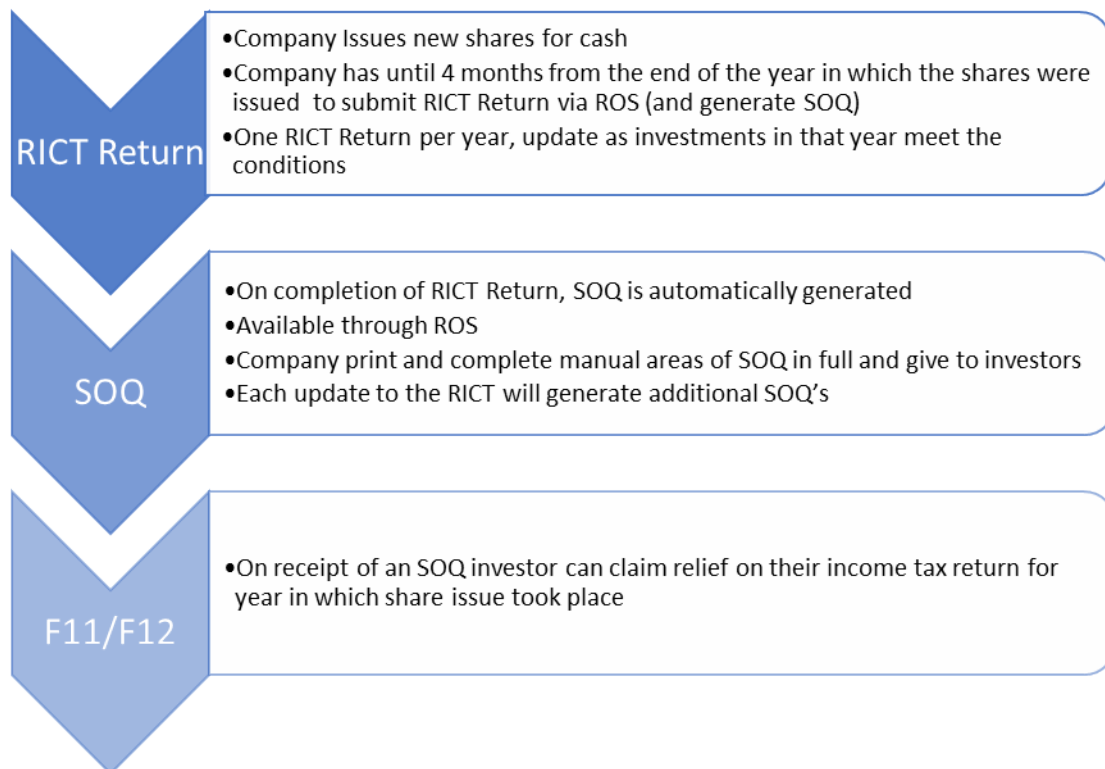 RICT Return
•Company Issues new shares for cash
•Company has until 4 months from the end of the year in which the shares were
issued to submit RICT Return via ROS (and generate SOQ)
•One RICT Return per year, update as investments in that year meet the
conditions
SOQ
•On completion of RICT Return, SOQ is automatically generated
•Available through ROS
•Company print and complete manual areas of SOQ in full and give to investors
•Each update to the RICT will generate additional SOQ’s
F11/F12
•On receipt of an SOQ investor can claim relief on their income tax return for
year in which share issue took place